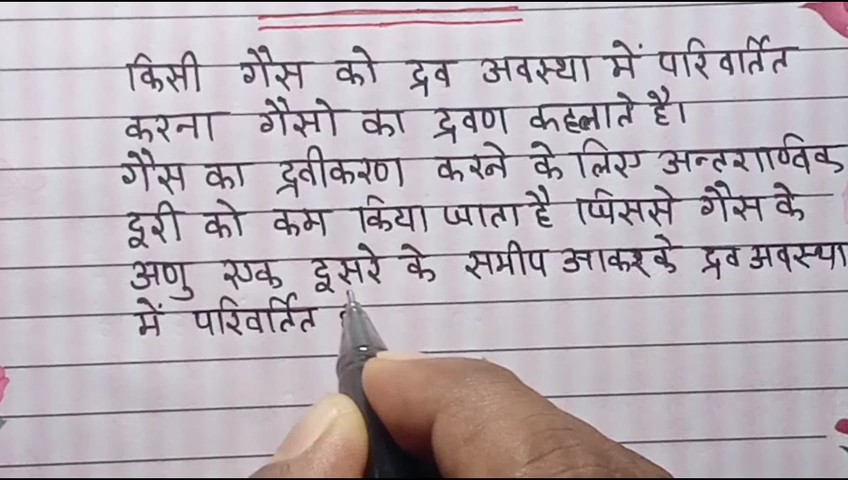 किसी गैस को द्रव अवस्था में परिवर्तित
करना गैसो का द्रवण कहलाते है।
गैस का द्रवीकरण करने के लिए अन्तराण्विक
दूरी को कम किया जाता है जिससे गैस के
अणु एक दूसरे के समीप आकर के द्रव अवस्था
में परिवर्तित